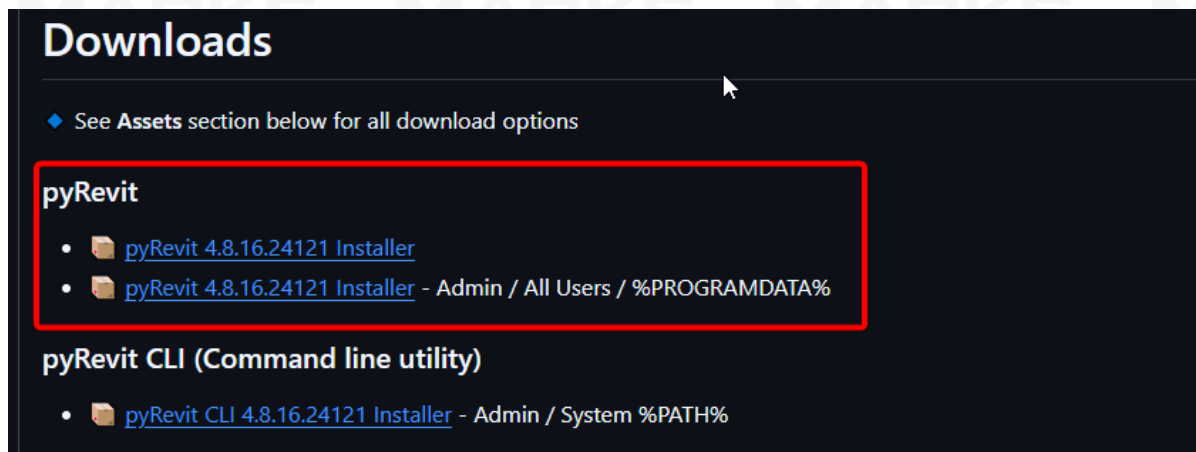 Downloads
See Assets section below for all download options
pyRevit
pyRevit 4.8.16.24121 Installer
pyRevit 4.8.16.24121 Installer - Admin / All Users / %PROGRAMDATA%
pyRevit CLI (Command line utility)
pyRevit CLI 4.8.16.24121 Installer - Admin / System %PATH%